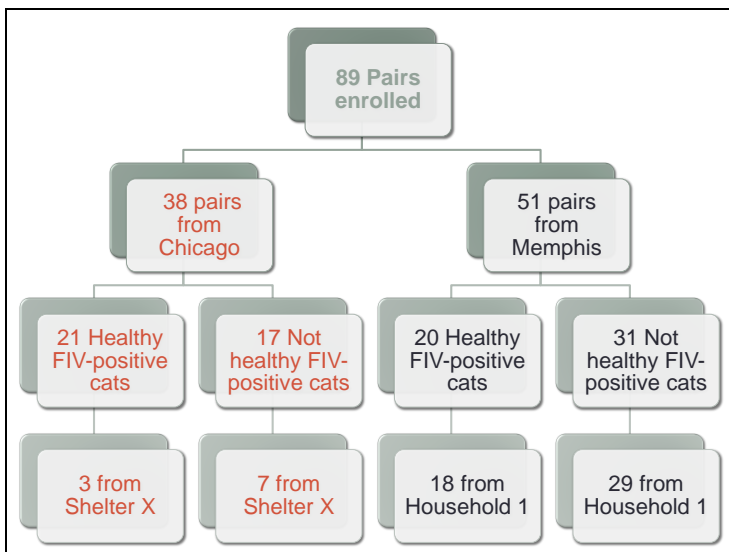 89 Pairs
enrolled
38 pairs
from
Chicago
51 pairs
from
Memphis
21 Healthy
FIV-positive
cats
17 Not
healthy FIV-
positive cats
20 Healthy
FIV-positive
cats
31 Not
healthy FIV-
positive cats
3 from
Shelter X
7 from
Shelter X
18 from
Household 1
29 from
Household 1